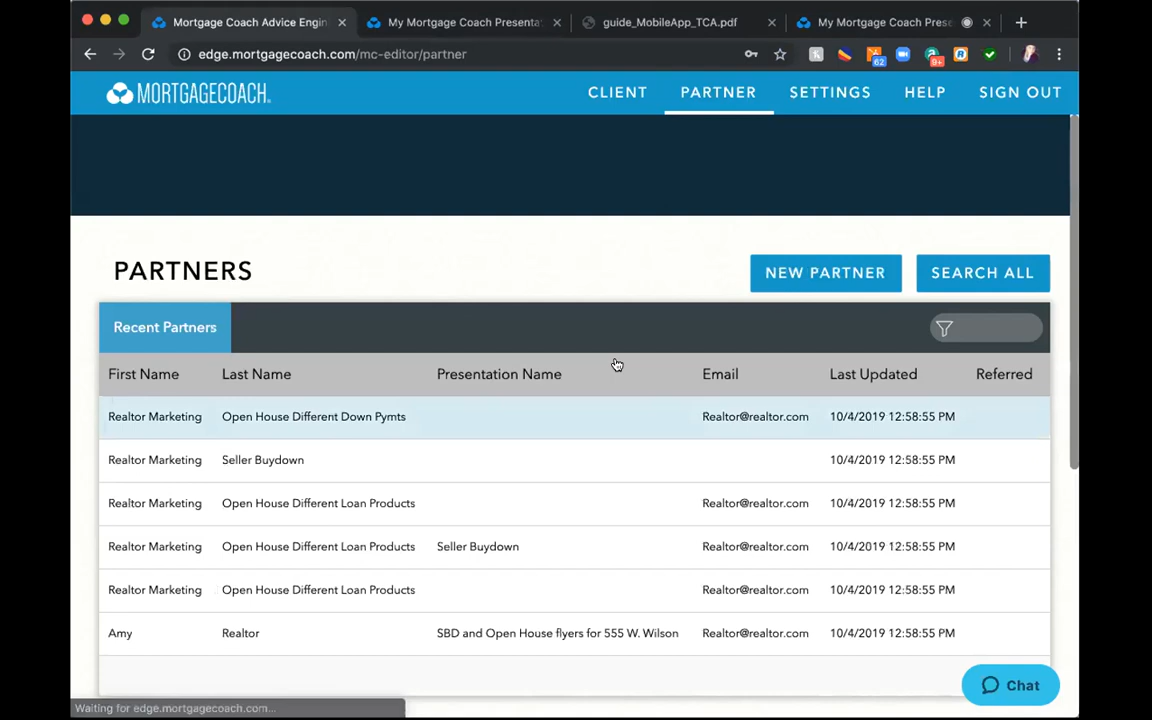 Mortgage Coach Advice Engin
My Mortgage Coach Presenta
guide_MobileApp_TCA.pdf
My Mortgage Coach Prese
edge.mortgagecoach.com/mc-editor/partner
62
9+
MORTGAGECOACH
CLIENT PARTNER SETTINGS HELP SIGN OUT
PARTNERS
NEW PARTNER SEARCH ALL
Recent Partners
First Name Last Name Presentation Name Email Last Updated Referred
Realtor Marketing Open House Different Down Pymts Realtor@realtor.com 10/4/2019 12:58:55 PM
Realtor Marketing Seller Buydown 10/4/2019 12:58:55 PM
Realtor Marketing Open House Different Loan Products Realtor@realtor.com 10/4/2019 12:58:55 PM
Realtor Marketing Open House Different Loan Products Seller Buydown Realtor@realtor.com 10/4/2019 12:58:55 PM
Realtor Marketing Open House Different Loan Products Realtor@realtor.com 10/4/2019 12:58:55 PM
Amy Realtor SBD and Open House flyers for 555 W. Wilson Realtor@realtor.com 10/4/2019 12:58:55 PM
Chat
Waiting for edge.mortgagecoach.com...